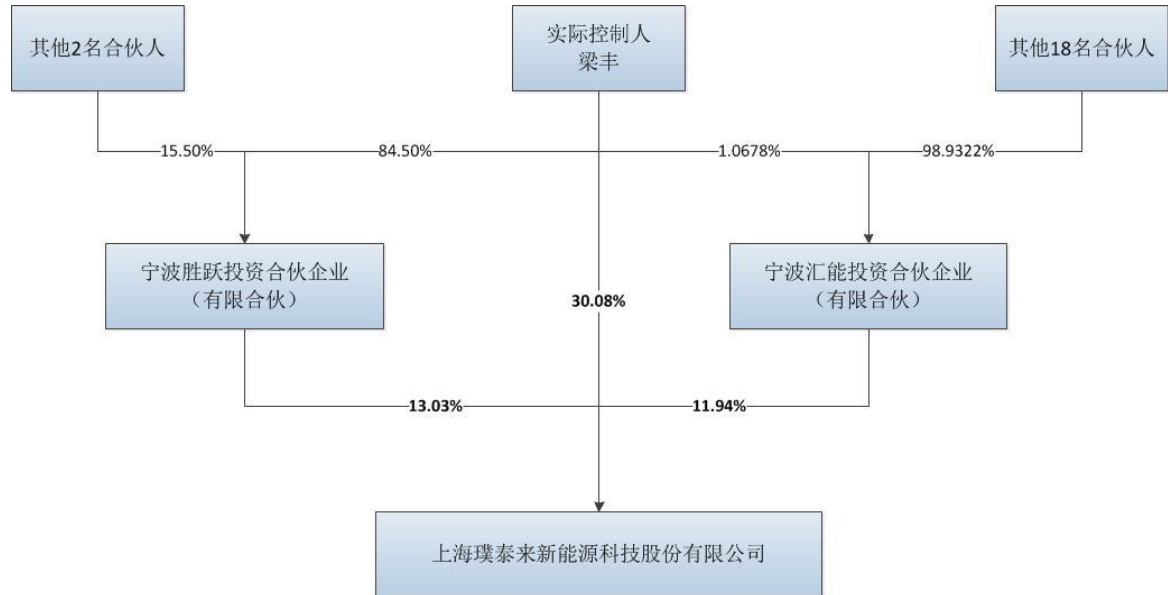 其他2名合伙人
实际控制人
梁丰
其他18名合伙人
15.50%
84.50%
1.0678%
98.9322%
宁波胜跃投资合伙企业
（有限合伙）
宁波汇能投资合伙企业
（有限合伙）
30.08%
13.03%
11.94%
上海璞泰来新能源科技股份有限公司